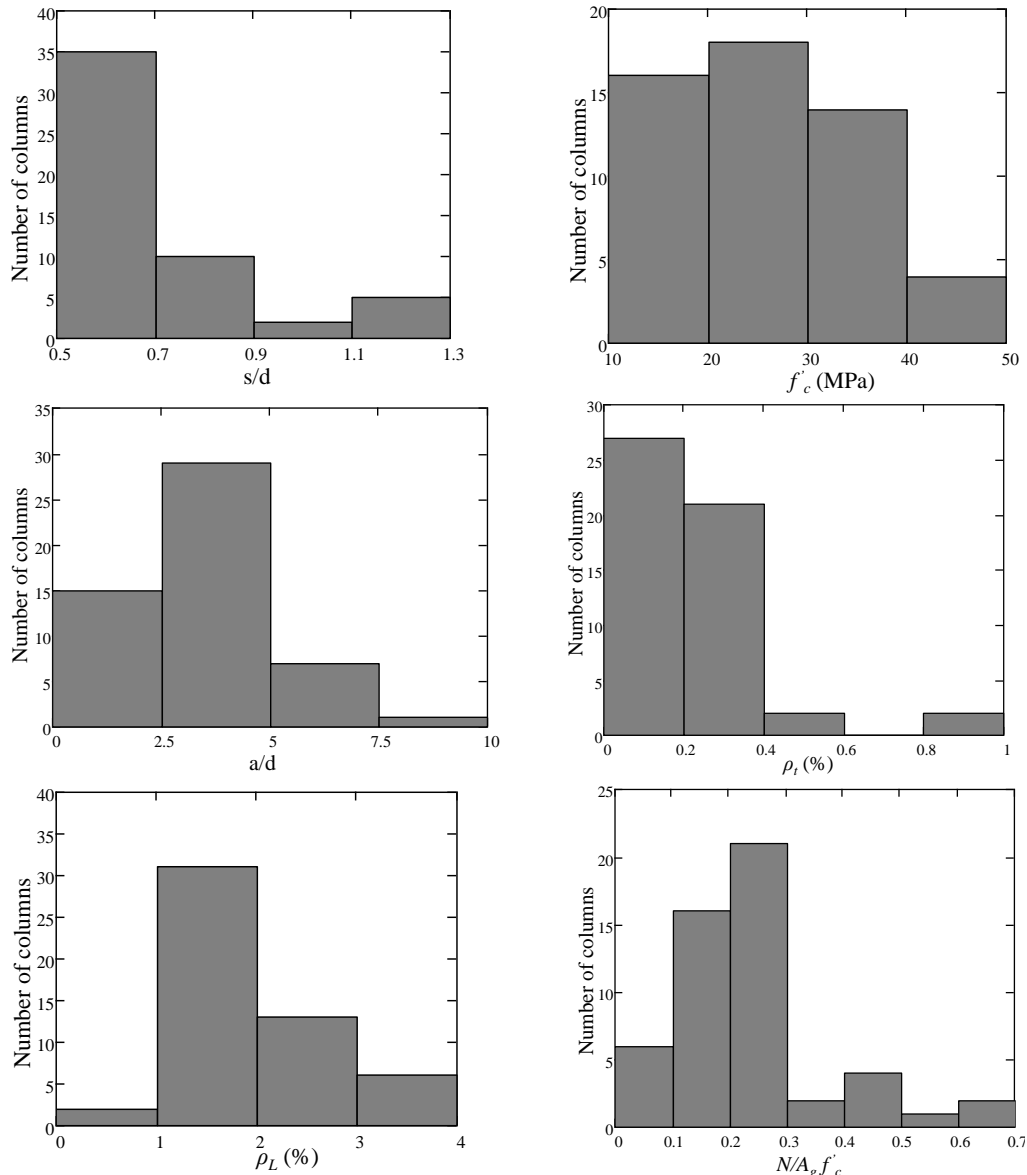 40
35
30
25
20
15
10
5
0
Number of columns
0.5 0.7 0.9 1.1 1.3
s/d
20
15
10
5
0
Number of columns
10 20 30 40 50
f'c (MPa)
35
30
25
20
15
10
5
0
Number of columns
0 2.5 5 7.5 10
a/d
30
25
20
15
10
5
0
Number of columns
0 0.2 0.4 0.6 0.8 1
ρt (%)
40
35
30
25
20
15
10
5
0
Number of columns
0 1 2 3 4
ρL (%)
25
20
15
10
5
0
Number of columns
0 0.1 0.2 0.3 0.4 0.5 0.6 0.7
N/Ag f'c